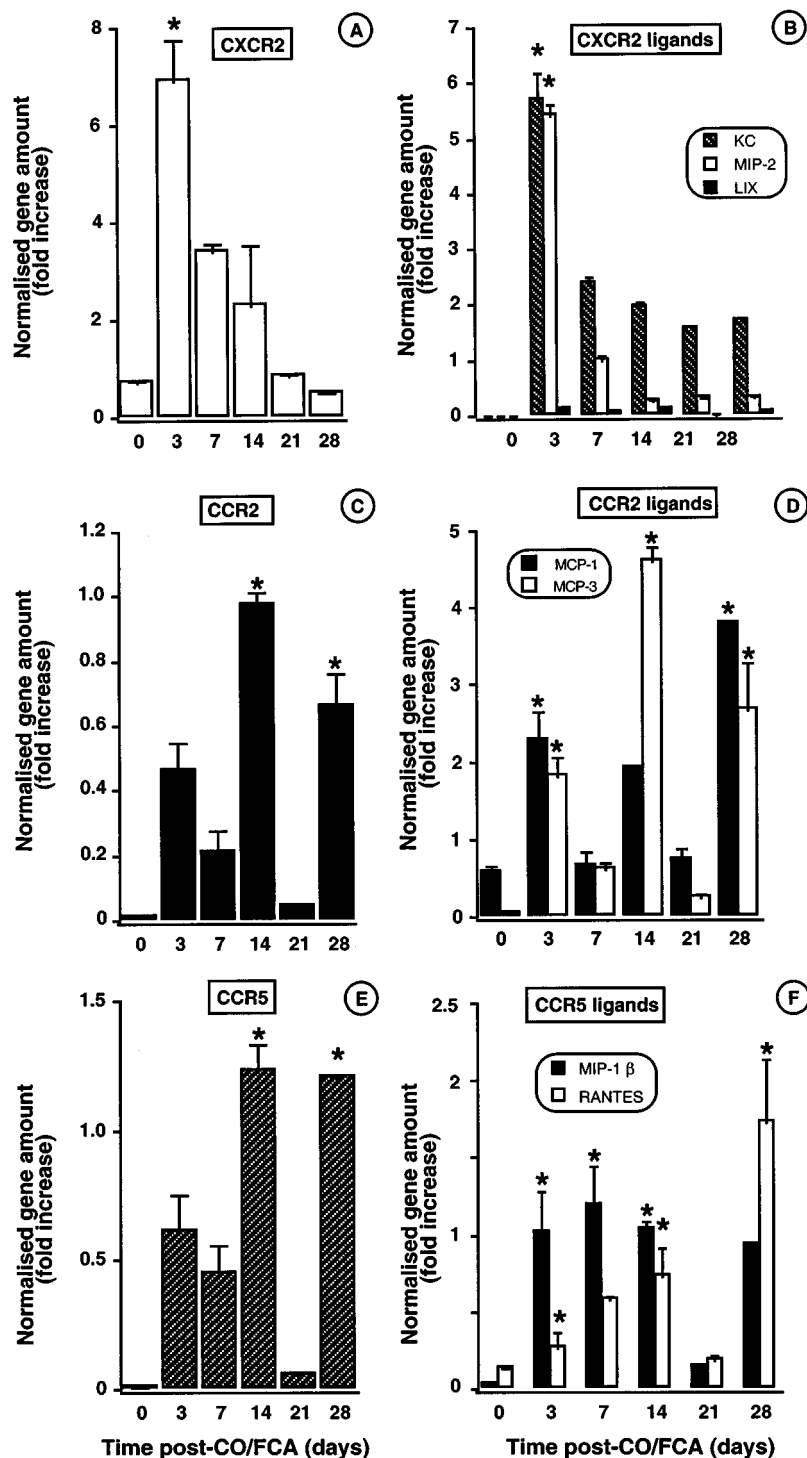 CXCR2
A
Normalised gene amount
(fold increase)
8
6
4
2
0
*
0 3 7 14 21 28
CXCR2 ligands
B
Normalised gene amount
(fold increase)
7
6
5
4
3
2
1
0
* *
KC
MIP-2
LIX
0 3 7 14 21 28
CCR2
C
Normalised gene amount
(fold increase)
1.2
1.0
0.8
0.6
0.4
0.2
0
* *
0 3 7 14 21 28
CCR2 ligands
D
Normalised gene amount
(fold increase)
5
4
3
2
1
0
MCP-1
MCP-3
* * * * *
0 3 7 14 21 28
CCR5
E
Normalised gene amount
(fold increase)
1.5
1.0
0.5
0
* *
0 3 7 14 21 28
Time post-CO/FCA (days)
CCR5 ligands
F
Normalised gene amount
(fold increase)
2.5
2
1
0
MIP-1 β
RANTES
* * * * * *
0 3 7 14 21 28
Time post-CO/FCA (days)